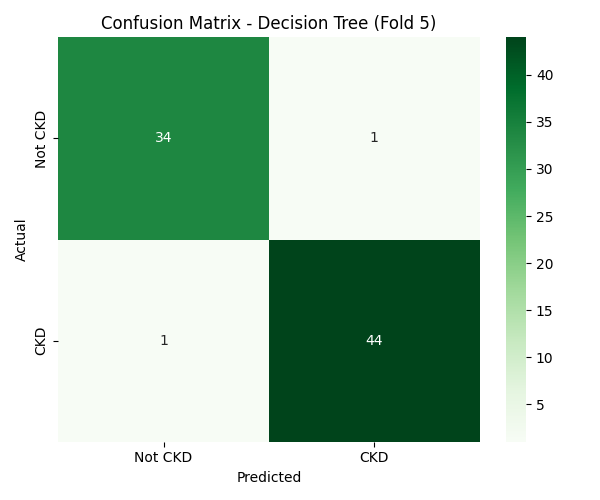 Confusion Matrix - Decision Tree (Fold 5)
Actual
Not CKD
CKD
34
1
1
44
Not CKD
CKD
Predicted
40
35
30
25
20
15
10
5